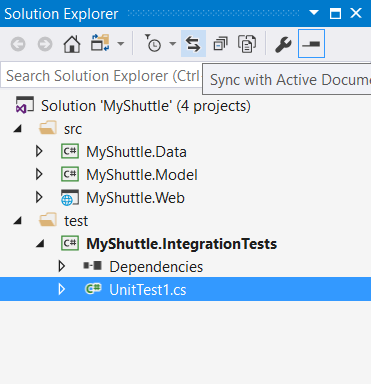 Solution Explorer
Search Solution Explorer (Ctrl
Sync with Active Docume
Solution 'MyShuttle' (4 projects)
src
C# MyShuttle.Data
C# MyShuttle.Model
MyShuttle.Web
test
C# MyShuttle.IntegrationTests
Dependencies
C# UnitTest1.cs